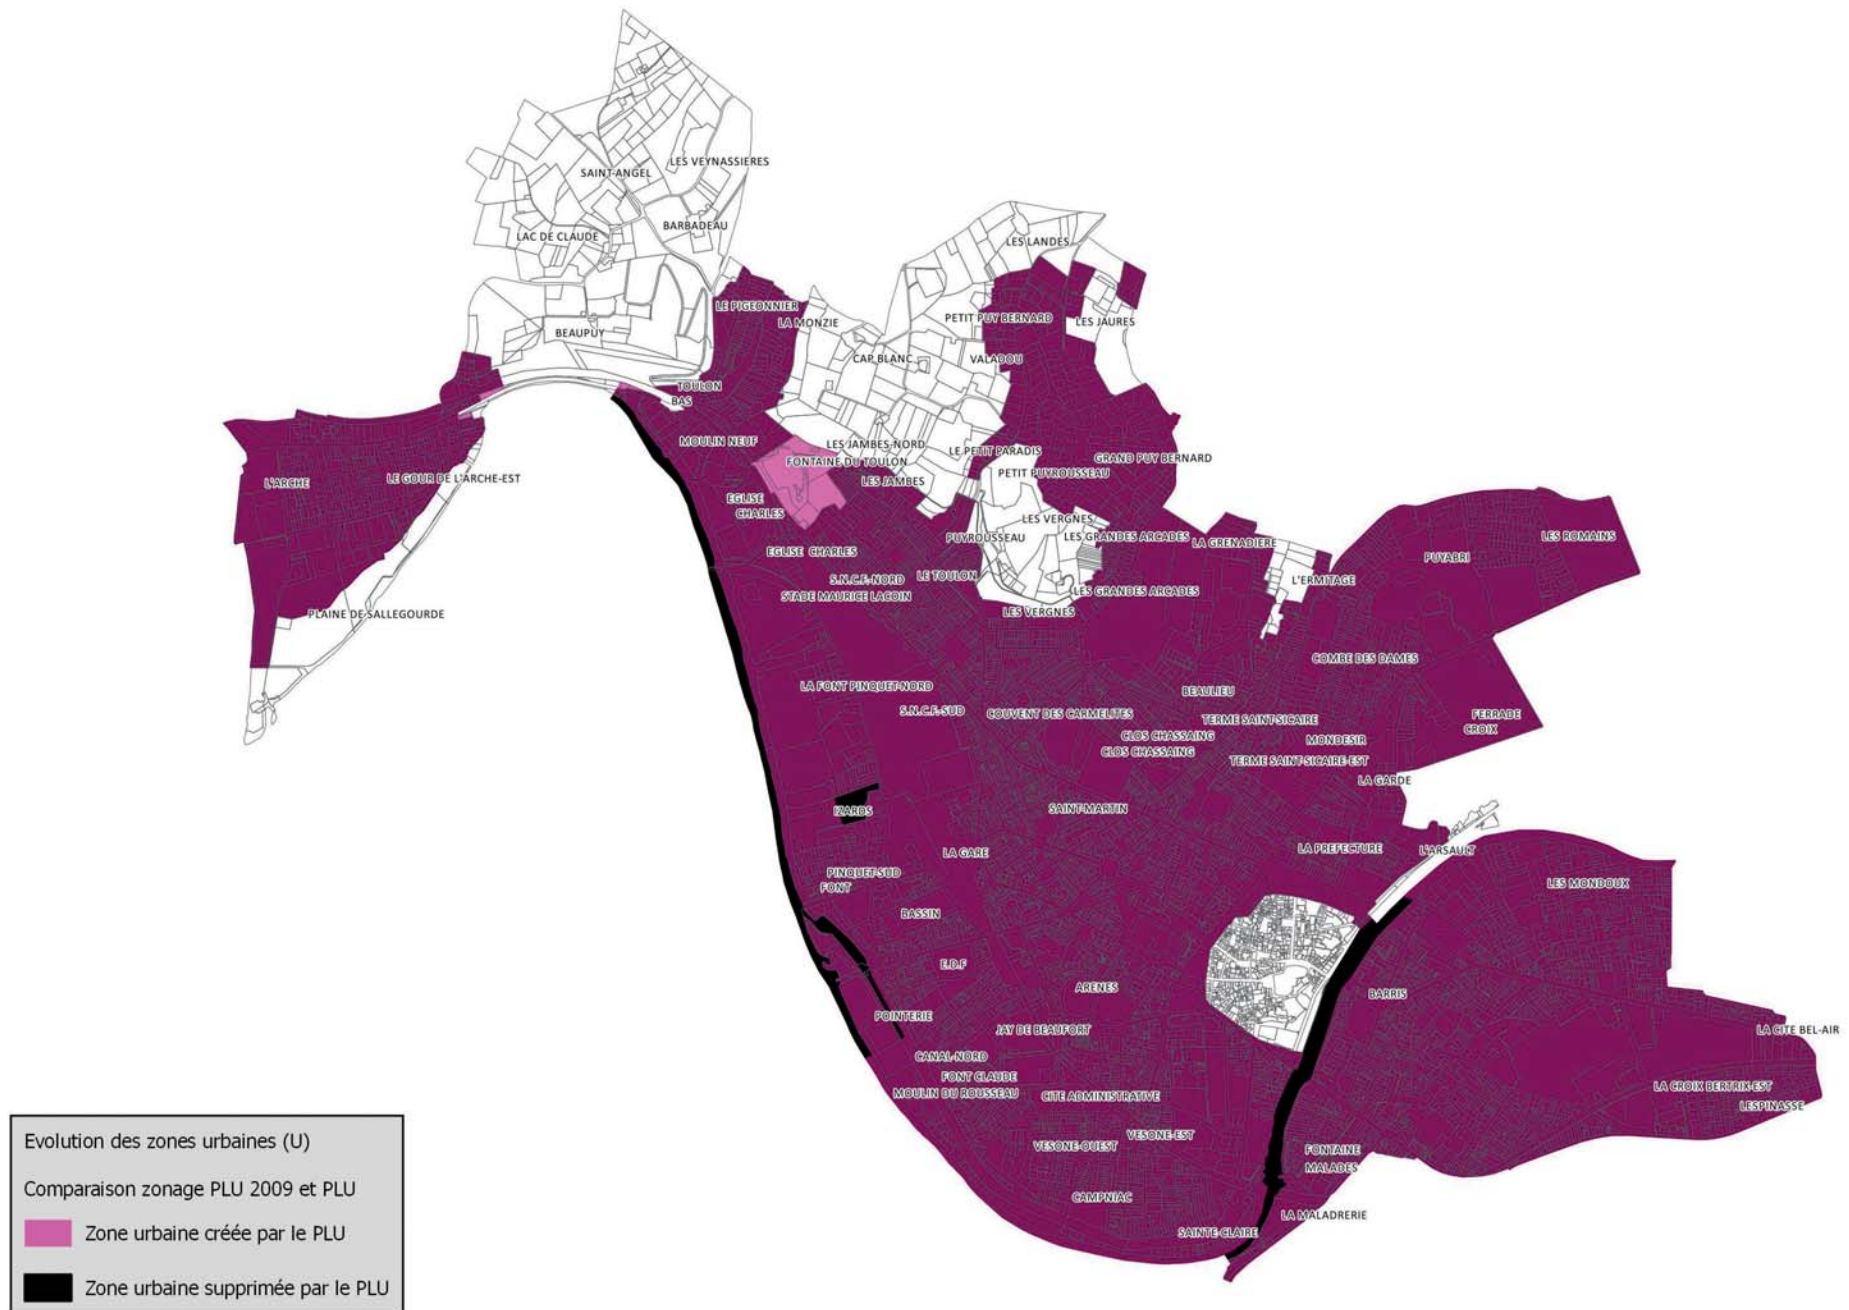 LES VEYNASSIERES
SAINT-ANGEL
BARBADEAU
LAC DE CLAUDE
LES LANDES
LE PIGEONNIER
LA MONZIE
PETIT PUY BERNARD
LES JAURES
BEAUPUY
CAP BLANC
VALADOU
TOULON
BAS
MOULIN NEUF
LES JAMBES-NORD
LE PETIT PARADIS
GRAND PUY BERNARD
FONTAINE DU TOULON
PETIT PUYROUSSEAU
L'ARCHE
LE GOUR DE L'ARCHE-EST
LES JAMBES
EGLISE
CHARLES
LES VERGNES
PUYROUSSEAU
LES GRANDES ARCADES
LA GRENADIERE
LES ROMAINS
EGLISE CHARLES
PUYABRI
S.N.C.F.-NORD
LE TOULON
L'ERMITAGE
STADE MAURICE LACOIN
LES GRANDES ARCADES
PLAINE DE SALLEGOURDE
LES VERGNES
COMBE DES DAMES
LA FONT PINQUET-NORD
BEAULIEU
S.N.C.F.-SUD
COUVENT DES CARMELITES
TERME SAINT-SICAIRE
FERRADE
CROIX
CLOS CHASSAING
MONDESIR
CLOS CHASSAING
TERME SAINT-SICAIRE-EST
LA GARDE
IZARDS
SAINT-MARTIN
LA GARE
LA PREFECTURE
L'ARSAULT
PINQUET-SUD
FONT
LES MONDOUX
BASSIN
E.D.F
ARENES
BARRIS
POINTERIE
JAY DE BEAUFORT
LA CITE BEL-AIR
CANAL-NORD
FONT CLAUDE
MOULIN DU ROUSSEAU
CITE ADMINISTRATIVE
LA CROIX BERTRIX-EST
LESPINASSE
VESONE-EST
VESONE-OUEST
FONTAINE
MALADES
CAMPNIAC
LA MALADRERIE
SAINTE-CLAIRE
Evolution des zones urbaines (U)
Comparaison zonage PLU 2009 et PLU
Zone urbaine créée par le PLU
Zone urbaine supprimée par le PLU